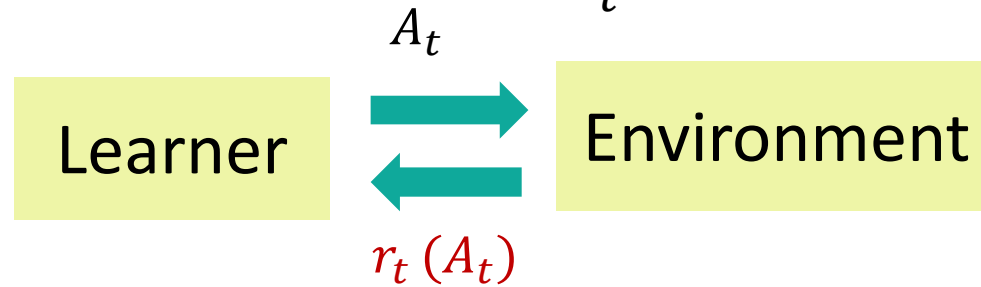 t
A_t
Learner
Environment
r_t (A_t)